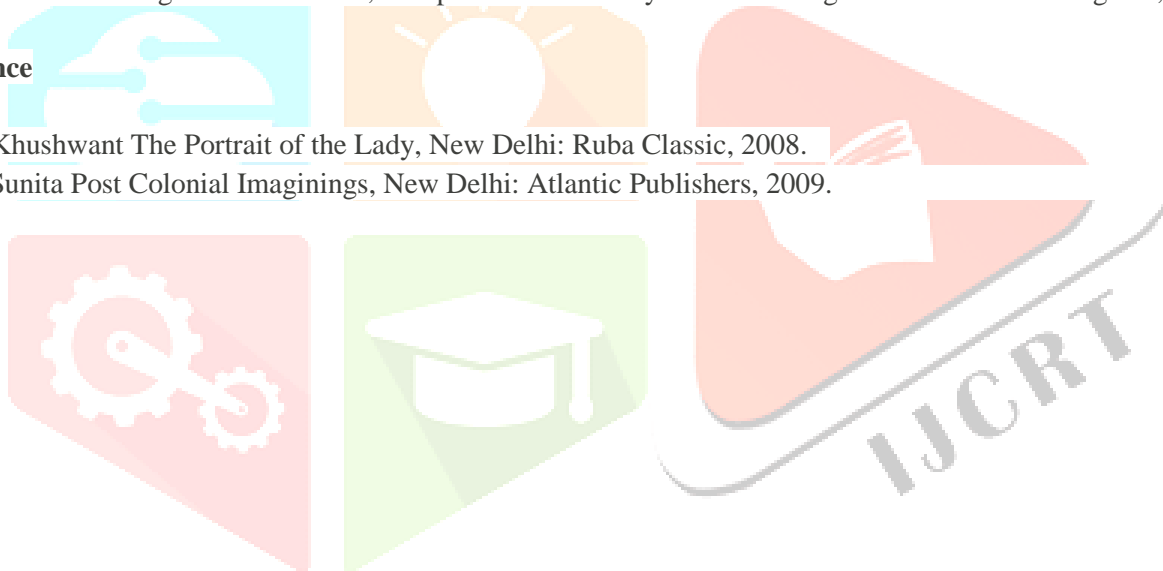 nce
Khushwant The Portrait of the Lady, New Delhi: Ruba Classic, 2008.
Sunita Post Colonial Imaginings, New Delhi: Atlantic Publishers, 2009.
IJCRT